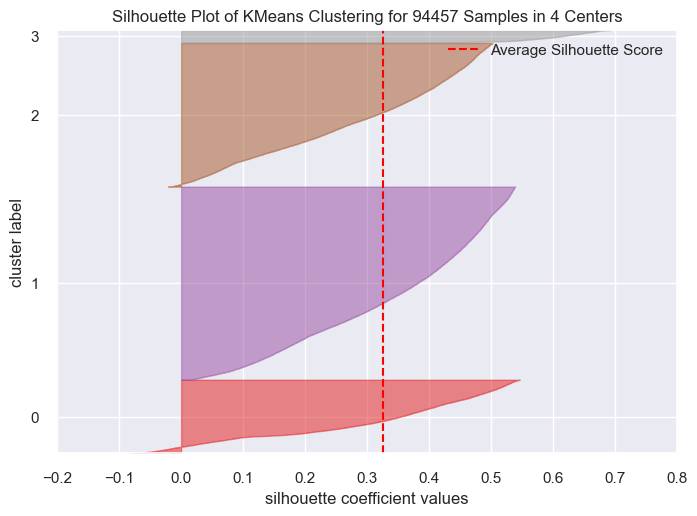 Silhouette Plot of KMeans Clustering for 94457 Samples in 4 Centers
3
Average Silhouette Score
2
cluster label
1
0
-0.2 -0.1 0.0 0.1 0.2 0.3 0.4 0.5 0.6 0.7 0.8
silhouette coefficient values